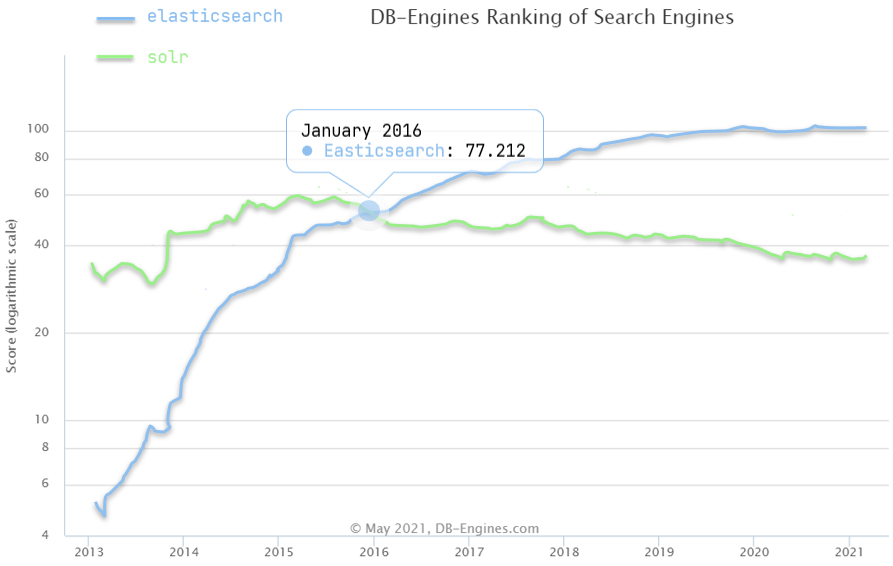 elasticsearch
DB-Engines Ranking of Search Engines
solr
January 2016
Easticsearch: 77.212
Score (logarithmic scale)
100
80
60
40
20
10
8
6
4
© May 2021, DB-Engines.com
2013 2014 2015 2016 2017 2018 2019 2020 2021